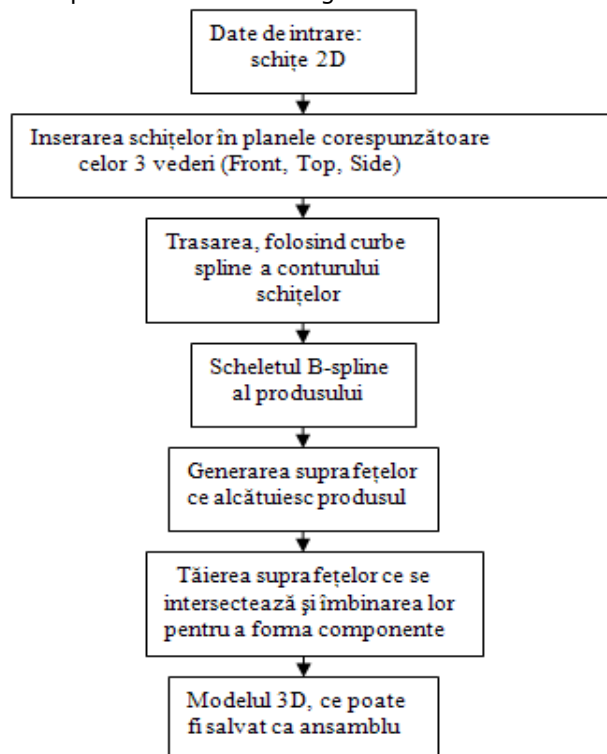 Date de intrare:
schițe 2D
Inserarea schițelor în planele corespunzătoare
celor 3 vederi (Front, Top, Side)
Trasarea, folosind curbe
spline a conturului
schițelor
Scheletul B-spline
al produsului
Generarea suprafețelor
ce alcătuiesc produsul
Tăierea suprafețelor ce se
intersectează şi îmbinarea lor
pentru a forma componente
Modelul 3D, ce poate
fi salvat ca ansamblu